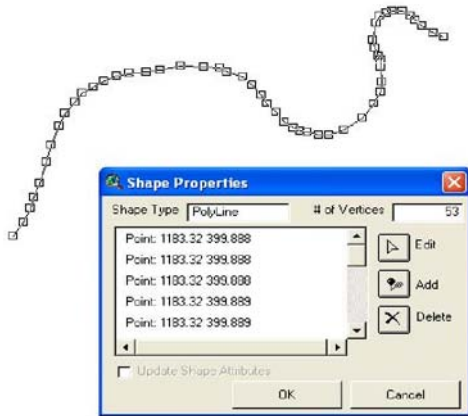 Shape Properties
Shape Type PolyLine # of Vertices 53
Point: 1183.32 399.888
Point: 1183.32 399.888
Point: 1183.32 399.888
Point: 1183.32 399.889
Point: 1183.32 399.889
Edit
Add
Delete
Update Shape Attributes
OK Cancel